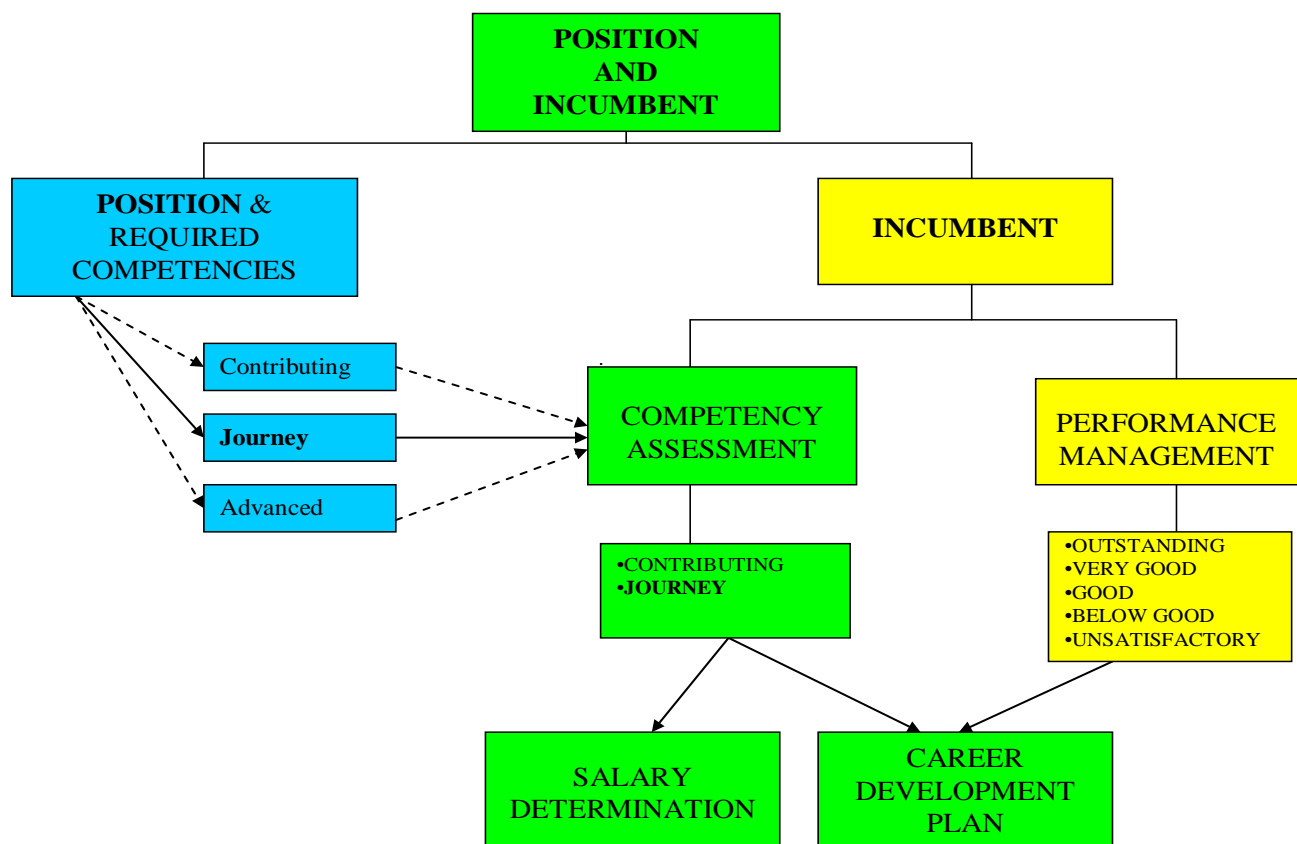 POSITION
AND
INCUMBENT
POSITION &
REQUIRED
COMPETENCIES
INCUMBENT
Contributing
Journey
Advanced
COMPETENCY
ASSESSMENT
PERFORMANCE
MANAGEMENT
•CONTRIBUTING
•JOURNEY
•OUTSTANDING
•VERY GOOD
•GOOD
•BELOW GOOD
•UNSATISFACTORY
SALARY
DETERMINATION
CAREER
DEVELOPMENT
PLAN